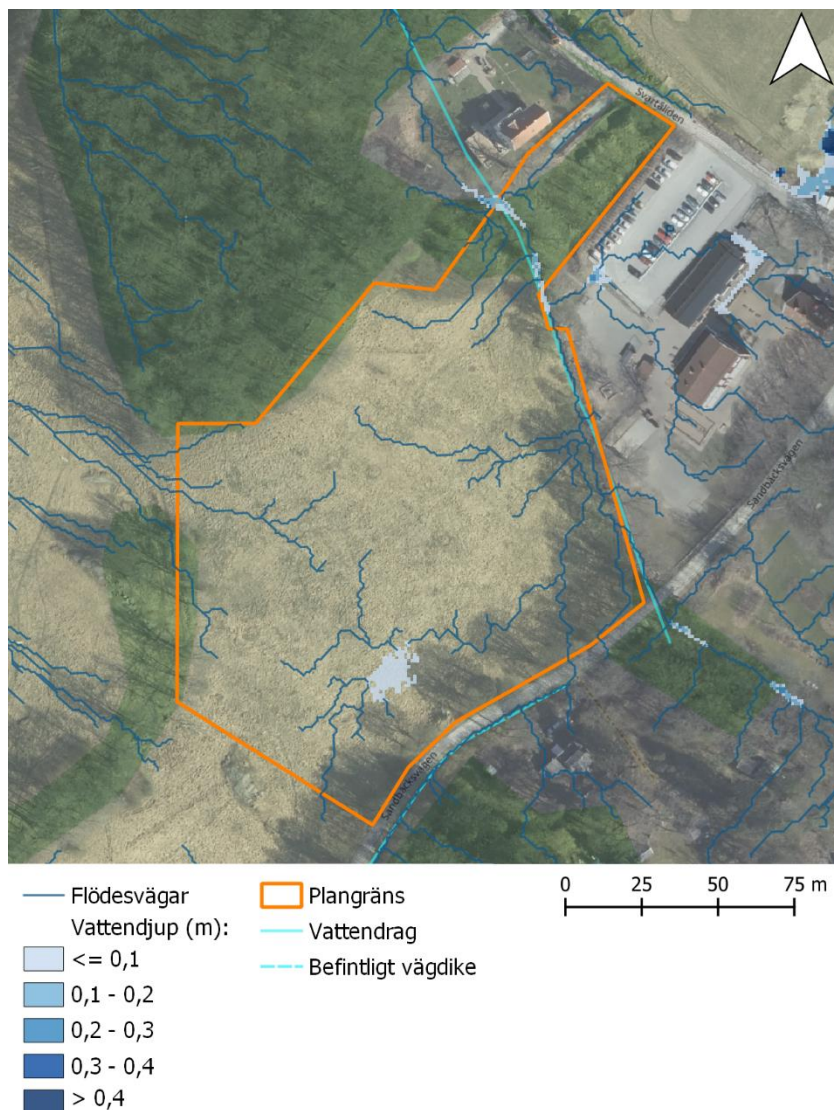 Svartåliden
Sandbäcksvägen
Sandbäcksvägen
Flödesvägar
Vattendjup (m):
<= 0,1
0,1 - 0,2
0,2 - 0,3
0,3 - 0,4
> 0,4
Plangräns
Vattendrag
Befintligt vägdike
0 25 50 75 m